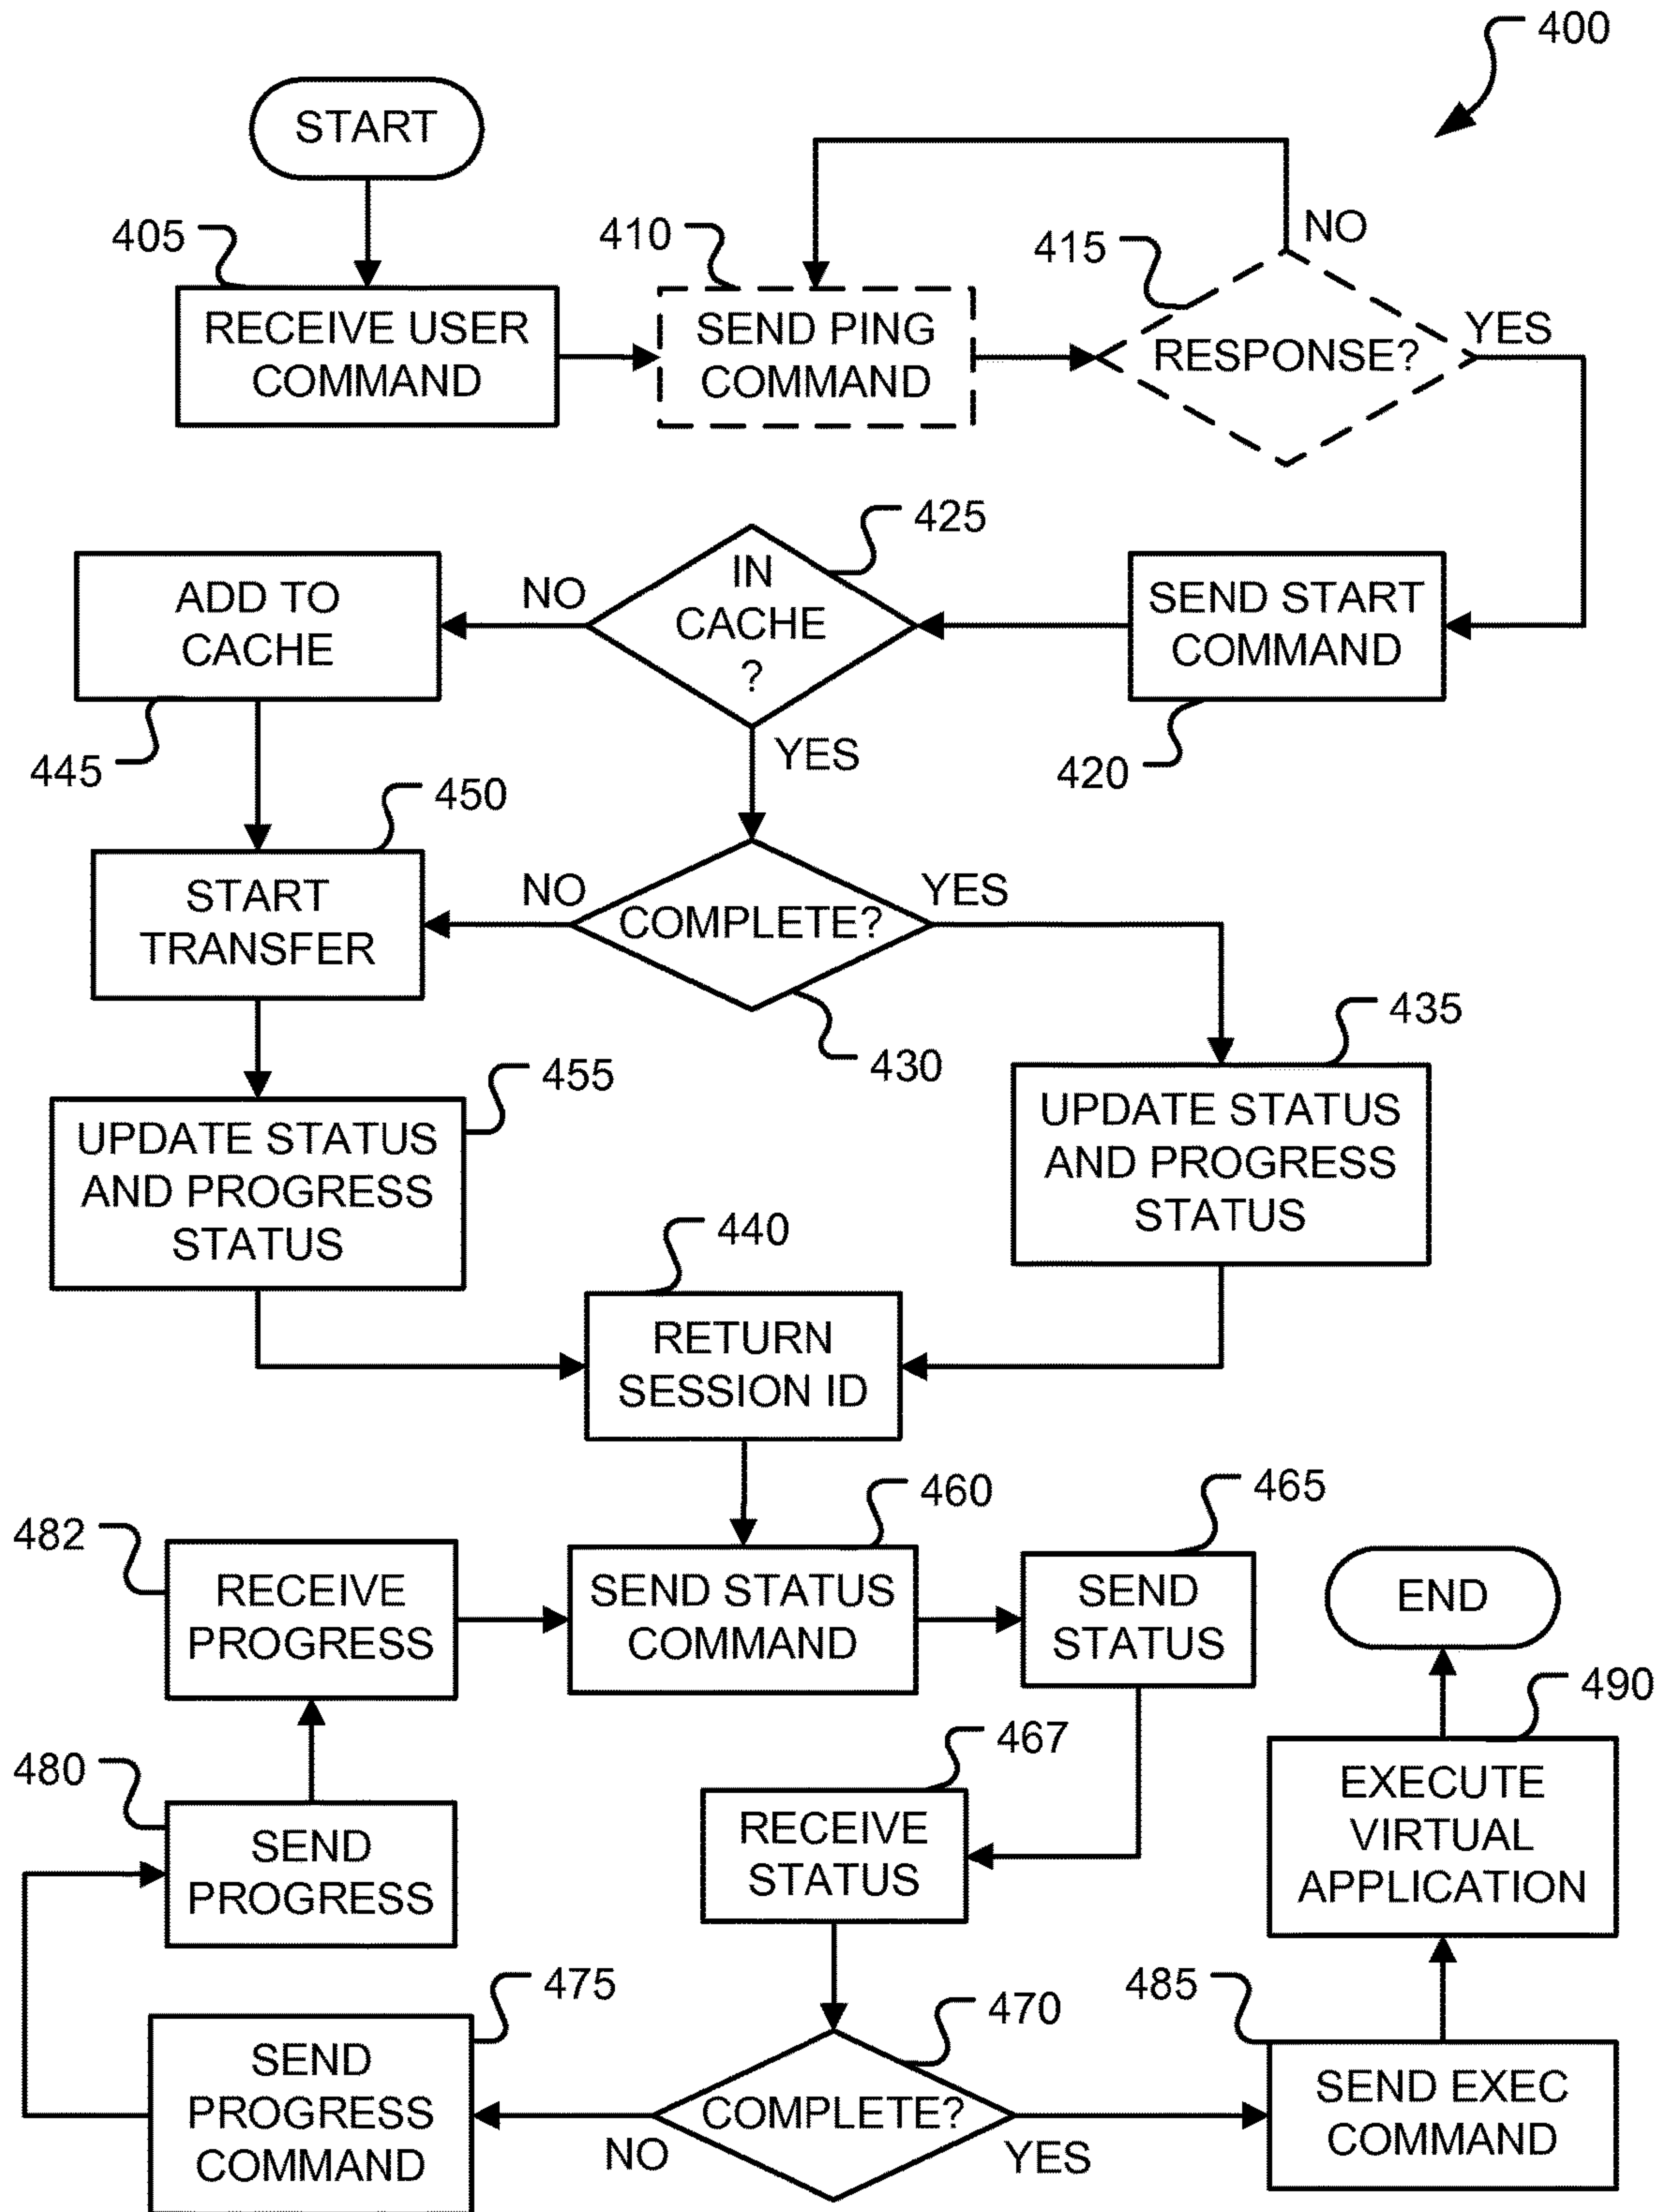 400
START
405
RECEIVE USER
COMMAND
410
SEND PING
COMMAND
415
RESPONSE?
NO
YES
ADD TO
CACHE
445
NO
425
IN
CACHE
?
YES
SEND START
COMMAND
420
450
START
TRANSFER
NO
COMPLETE?
YES
430
435
UPDATE STATUS
AND PROGRESS
STATUS
455
UPDATE STATUS
AND PROGRESS
STATUS
440
RETURN
SESSION ID
482
RECEIVE
PROGRESS
460
SEND STATUS
COMMAND
465
SEND
STATUS
END
490
EXECUTE
VIRTUAL
APPLICATION
467
RECEIVE
STATUS
480
SEND
PROGRESS
475
SEND
PROGRESS
COMMAND
470
COMPLETE?
NO
YES
485
SEND EXEC
COMMAND